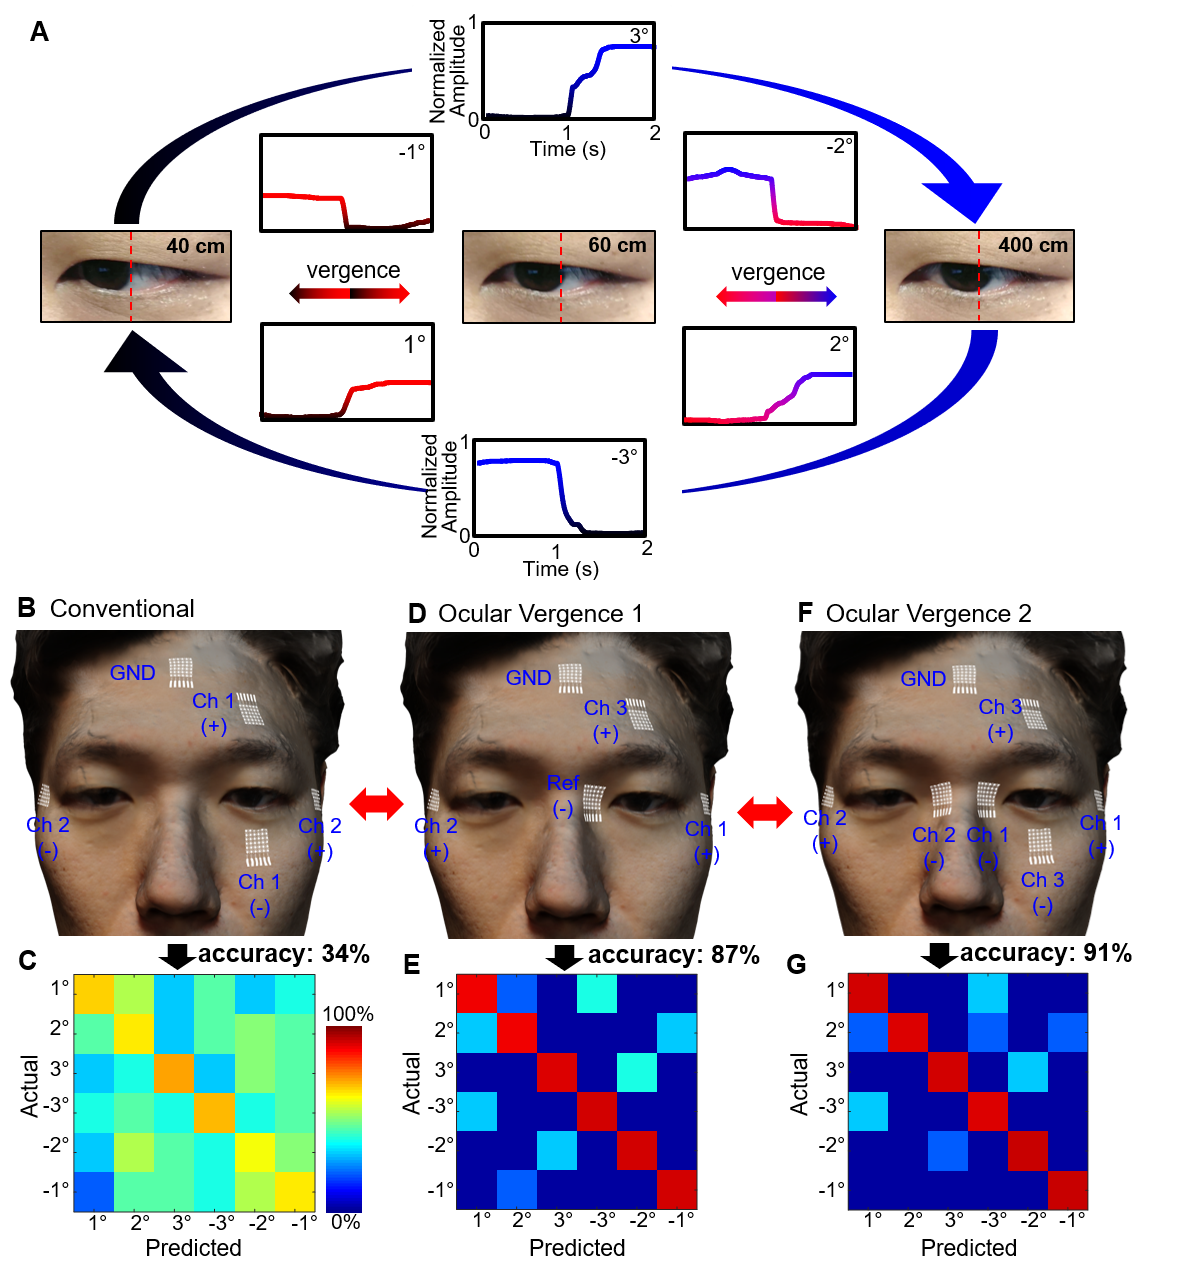 A
Normalized
Amplitude
1
0
3°
0 1 2
Time (s)
-1°
-2°
40 cm
60 cm
400 cm
vergence
vergence
1°
2°
Normalized
Amplitude
1
0
-3°
0 1 2
Time (s)
B Conventional
D Ocular Vergence 1
F Ocular Vergence 2
GND
Ch 1
(+)
Ch 2
(-)
Ch 2
(+)
Ch 1
(-)
GND
Ch 3
(+)
Ref
(-)
Ch 2
(+)
Ch 1
(+)
GND
Ch 3
(+)
Ch 2
(+)
Ch 2
(-)
Ch 1
(-)
Ch 1
(+)
Ch 3
(-)
accuracy: 34%
accuracy: 87%
accuracy: 91%
C
Actual
1°
2°
3°
-3°
-2°
-1°
1° 2° 3° -3° -2° -1°
Predicted
100%
0%
E
Actual
1°
2°
3°
-3°
-2°
-1°
1° 2° 3° -3° -2° -1°
Predicted
G
Actual
1°
2°
3°
-3°
-2°
-1°
1° 2° 3° -3° -2° -1°
Predicted